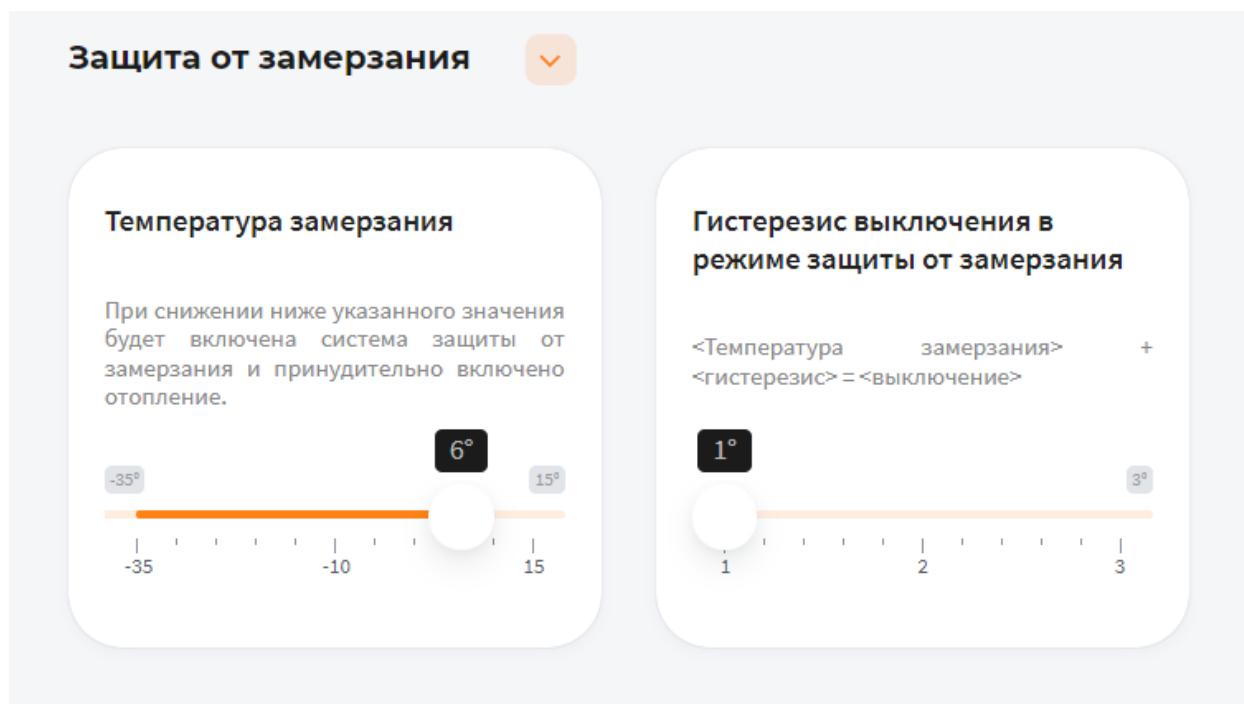 Защита от замерзания
Температура замерзания
При снижении ниже указанного значения
будет включена система защиты от
замерзания и принудительно включено
отопление.
6°
-35°
15°
-35
-10
15
Гистерезис выключения в
режиме защиты от замерзания
<Температура замерзания> +
<гистерезис> = <выключение>
1°
3°
1
2
3